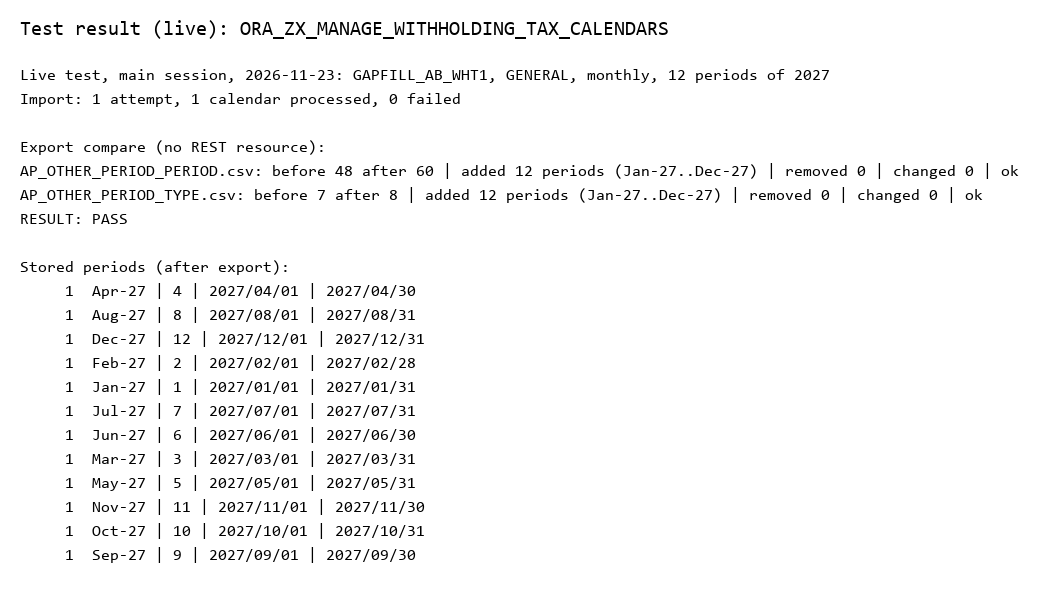 Test result (live): ORA_ZX_MANAGE_WITHHOLDING_TAX_CALENDARS
Live test, main session, 2026-11-23: GAPFILL_AB_WHT1, GENERAL, monthly, 12 periods of 2027
Import: 1 attempt, 1 calendar processed, 0 failed
Export compare (no REST resource):
AP_OTHER_PERIOD_PERIOD.csv: before 48 after 60 | added 12 periods (Jan-27..Dec-27) | removed 0 | changed 0 | ok
AP_OTHER_PERIOD_TYPE.csv: before 7 after 8 | added 12 periods (Jan-27..Dec-27) | removed 0 | changed 0 | ok
RESULT: PASS
Stored periods (after export):
1  Apr-27 | 4 | 2027/04/01 | 2027/04/30
1  Aug-27 | 8 | 2027/08/01 | 2027/08/31
1  Dec-27 | 12 | 2027/12/01 | 2027/12/31
1  Feb-27 | 2 | 2027/02/01 | 2027/02/28
1  Jan-27 | 1 | 2027/01/01 | 2027/01/31
1  Jul-27 | 7 | 2027/07/01 | 2027/07/31
1  Jun-27 | 6 | 2027/06/01 | 2027/06/30
1  Mar-27 | 3 | 2027/03/01 | 2027/03/31
1  May-27 | 5 | 2027/05/01 | 2027/05/31
1  Nov-27 | 11 | 2027/11/01 | 2027/11/30
1  Oct-27 | 10 | 2027/10/01 | 2027/10/31
1  Sep-27 | 9 | 2027/09/01 | 2027/09/30